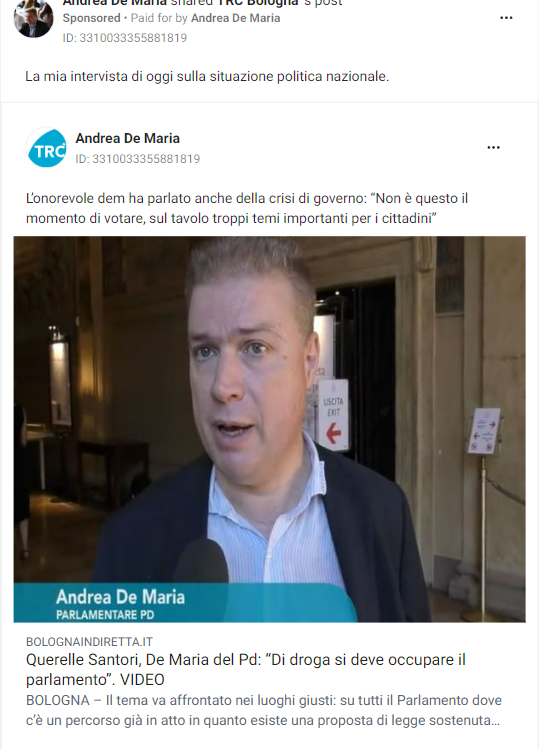 Andrea De Maria shared TRC Bologna's post
Sponsored • Paid for by Andrea De Maria
ID: 3310033355881819
La mia intervista di oggi sulla situazione politica nazionale.
TRC
Andrea De Maria
ID: 3310033355881819
L'onorevole dem ha parlato anche della crisi di governo: “Non è questo il
momento di votare, sul tavolo troppi temi importanti per i cittadini”
USCITA
EXIT
Andrea De Maria
PARLAMENTARE PD
BOLOGNAINDIRETTA.IT
Querelle Santori, De Maria del Pd: “Di droga si deve occupare il
parlamento”. VIDEO
BOLOGNA – Il tema va affrontato nei luoghi giusti: su tutti il Parlamento dove
c'è un percorso già in atto in quanto esiste una proposta di legge sostenuta...